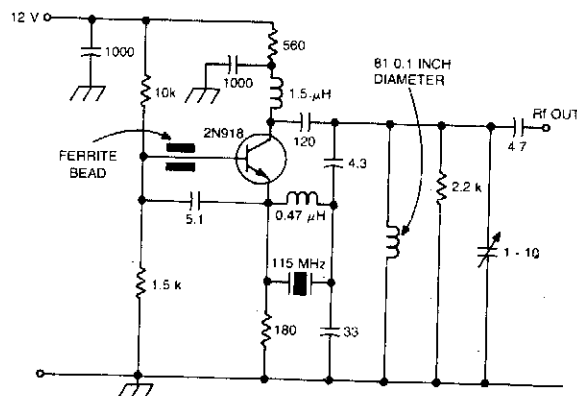 12 V
1000
560
1000
10k
1.5-μH
81 0.1 INCH
DIAMETER
2N918
FERRITE
BEAD
120
4.3
Rf OUT
4.7
5.1
0.47 μH
2.2 k
115 MHz
1 - 10
1.5 k
180
33